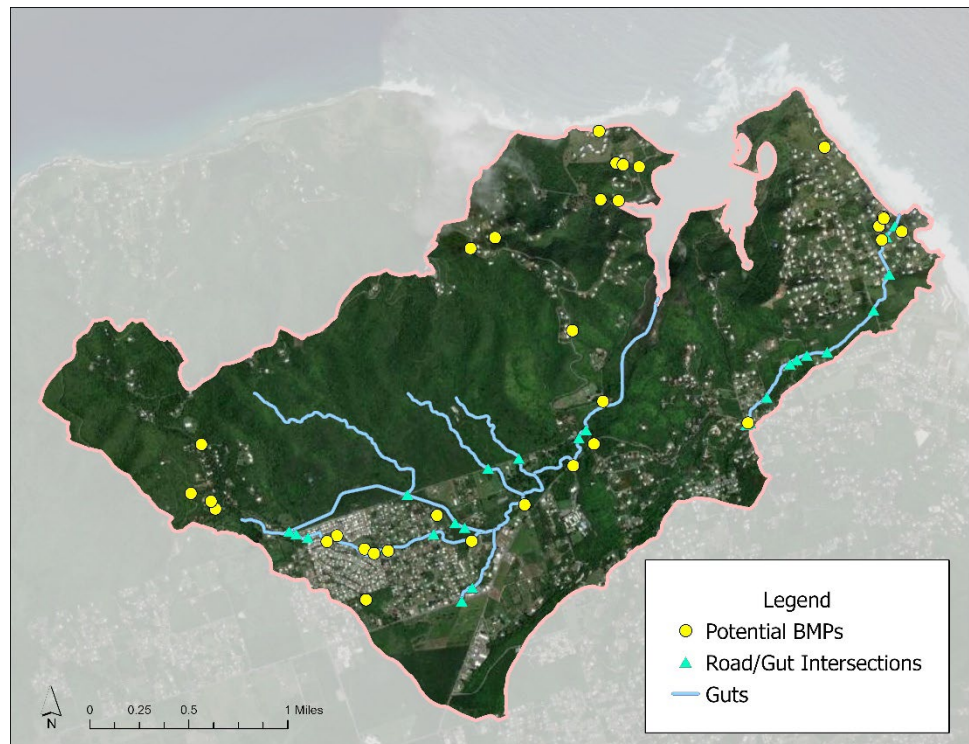 Legend
Potential BMPs
Road/Gut Intersections
Guts
N
0 0.25 0.5 1 Miles